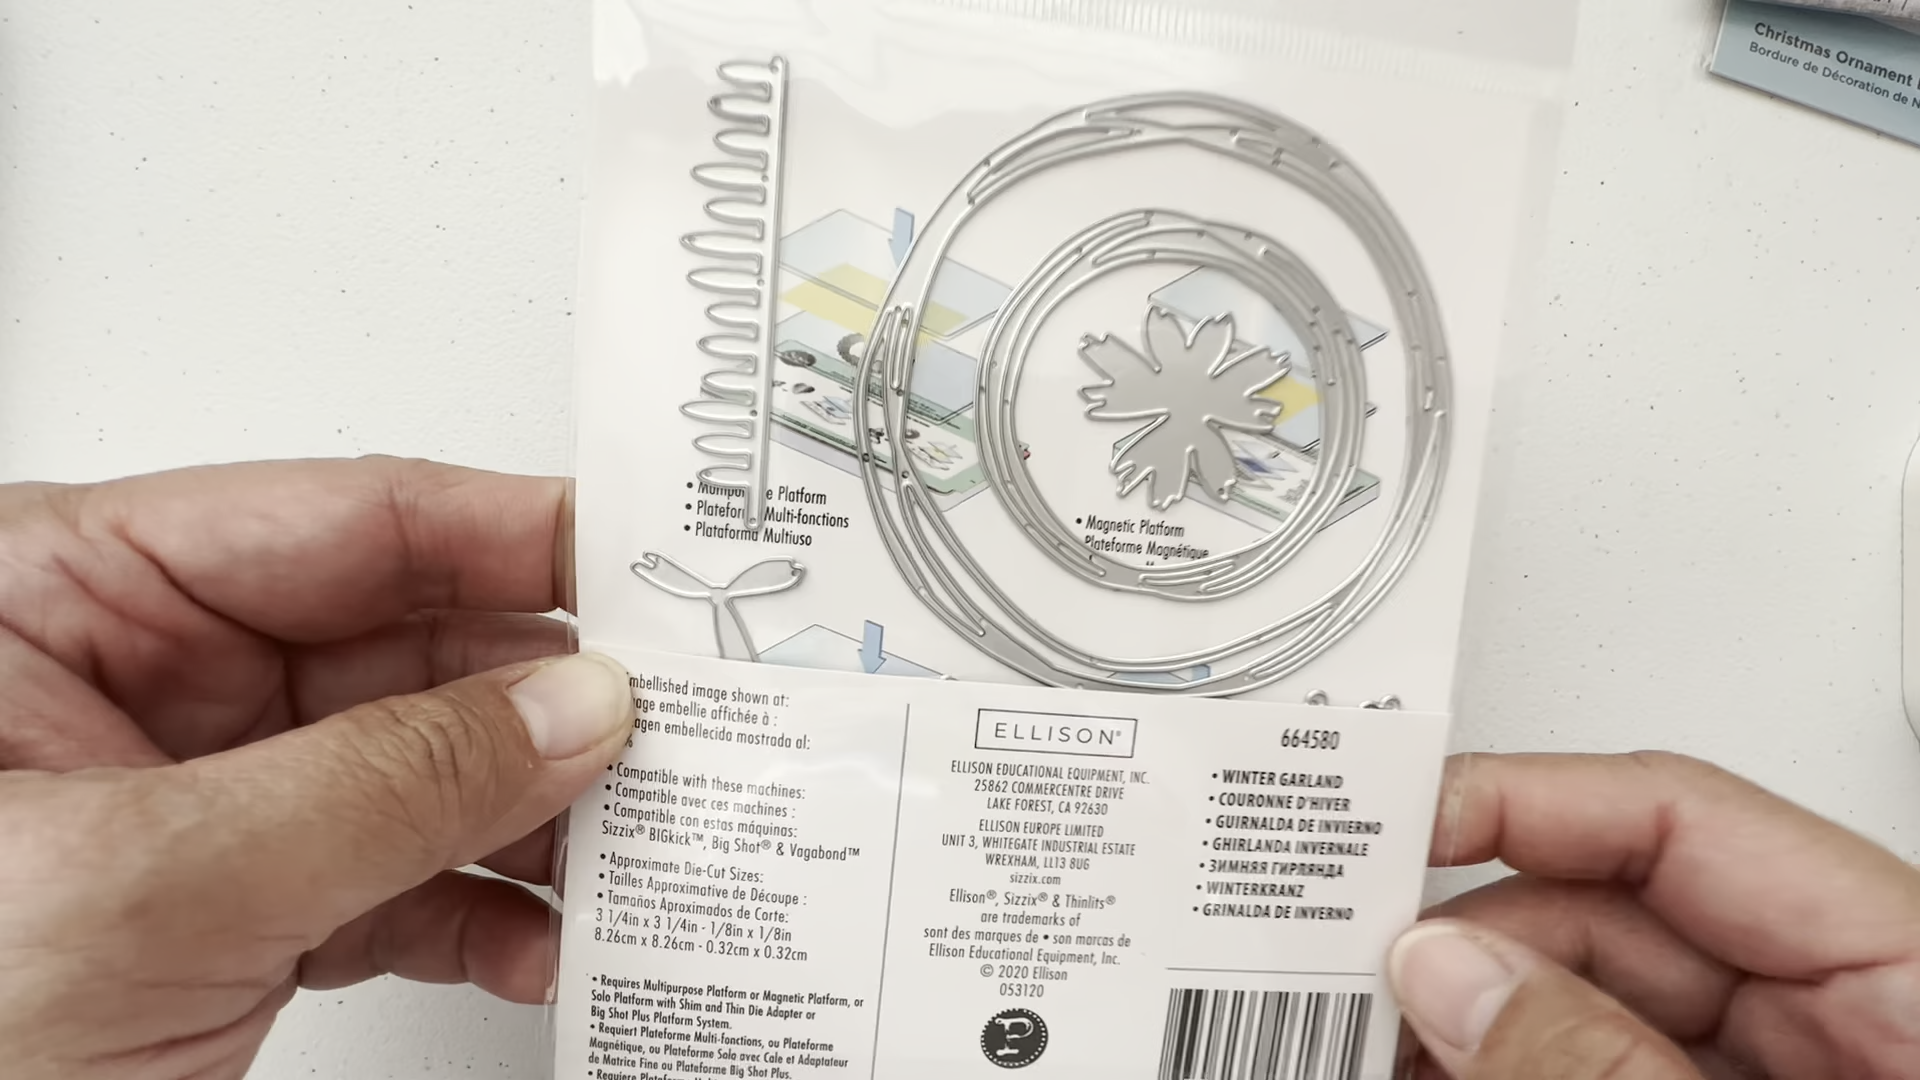 Christmas Ornament
Bordure de Décoration de
• Platform
• Multi-fonctions
• Plataforma Multiuso
• Magnetic Platform
Plateforme Magnétique
mbellished image shown at:
age embellie affichée à :
agen embellecida mostrada al:
%
• Compatible with these machines:
• Compatible avec ces machines :
• Compatible con estas máquinas:
Sizzix® BIGkick™, Big Shot® & Vagabond™
• Approximate Die-Cut Sizes:
• Tailles Approximative de Découpe :
• Tamaños Aproximados de Corte:
3 1/4in x 3 1/4in - 1/8in x 1/8in
8.26cm x 8.26cm - 0.32cm x 0.32cm
• Requires Multipurpose Platform or Magnetic Platform, or
Solo Platform with Shim and Thin Die Adapter or
Big Shot Plus Platform System.
• Requiert Plateforme Multi-fonctions, ou Plateforme
Magnétique, ou Plateforme Solo avec Cale et Adaptateur
de Matrice Fine ou Plateforme Big Shot Plus.
• Requiere
ELLISON®
ELLISON EDUCATIONAL EQUIPMENT, INC.
25862 COMMERCENTRE DRIVE
LAKE FOREST, CA 92630
ELLISON EUROPE LIMITED
UNIT 3, WHITEGATE INDUSTRIAL ESTATE
WREXHAM, LL13 8UG
sizzix.com
Ellison®, Sizzix® & Thinlits®
are trademarks of
sont des marques de • son marcas de
Ellison Educational Equipment, Inc.
© 2020 Ellison
053120
P
664580
• WINTER GARLAND
• COURONNE D'HIVER
• GUIRNALDA DE INVIERNO
• GHIRLANDA INVERNALE
• ЗИМНЯЯ ГИРЛЯНДА
• WINTERKRANZ
• GRINALDA DE INVERNO